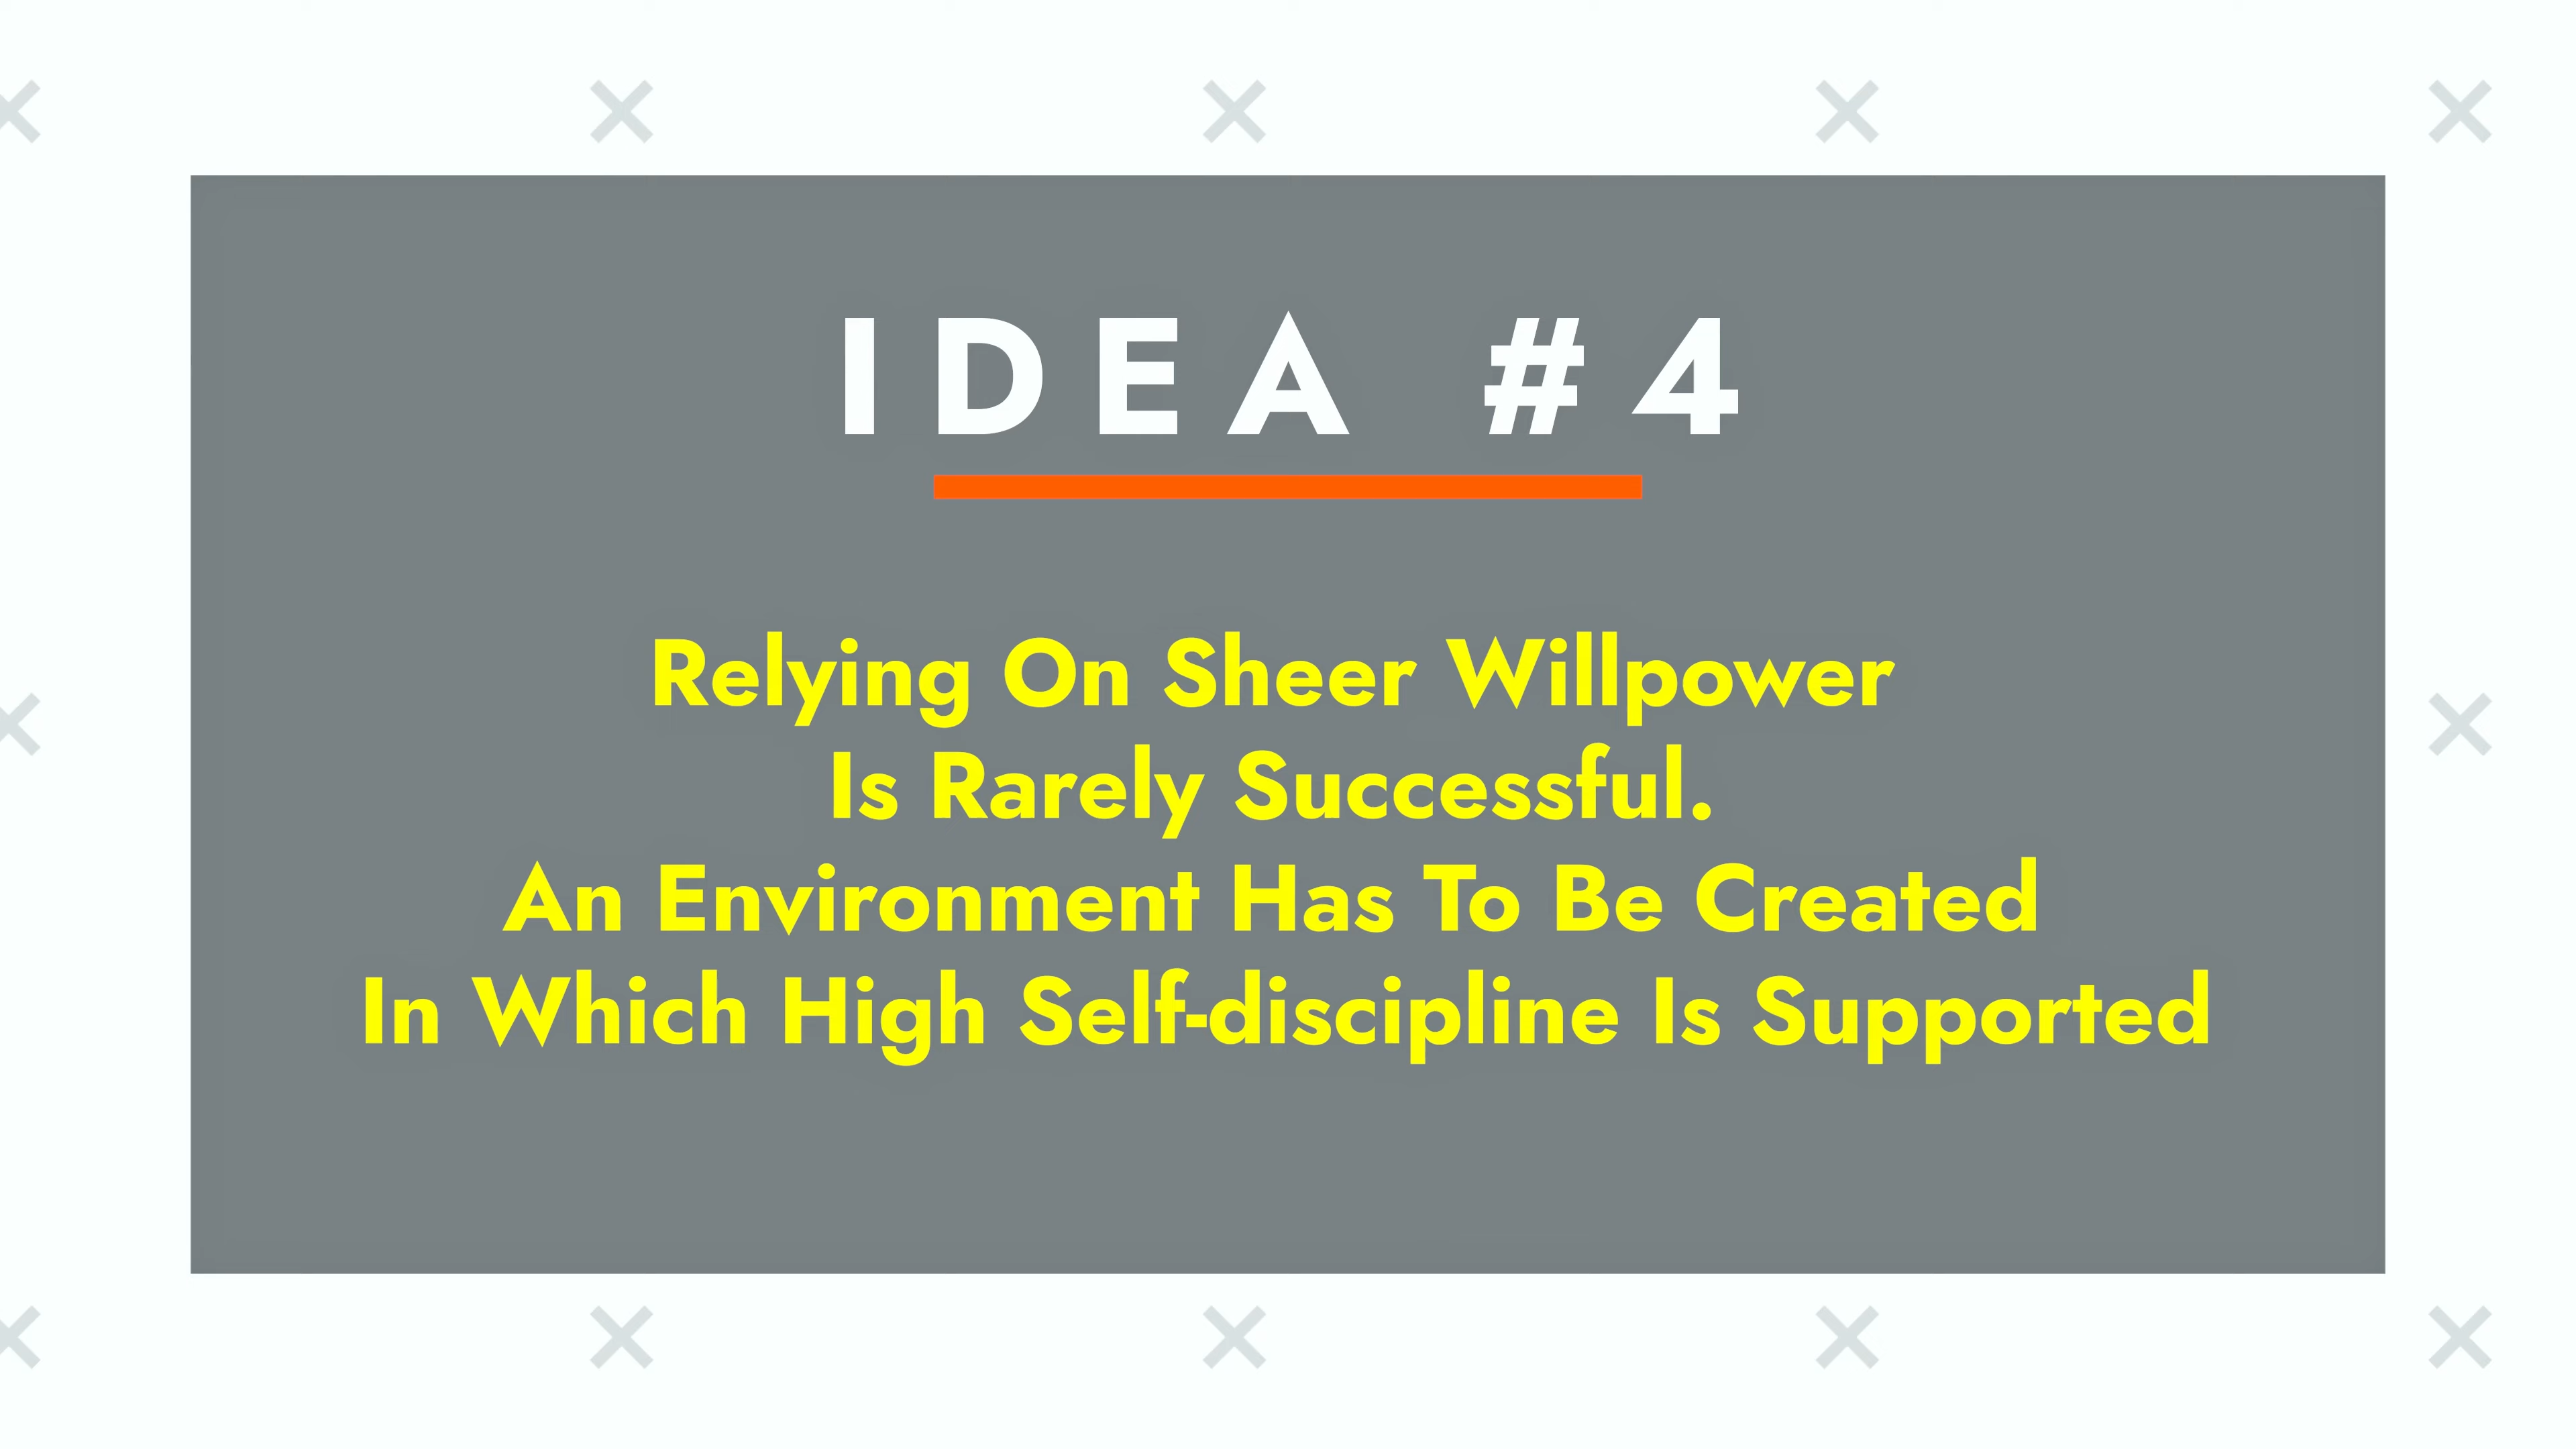 IDEA #4
Relying On Sheer Willpower
Is Rarely Successful.
An Environment Has To Be Created
In Which High Self-discipline Is Supported